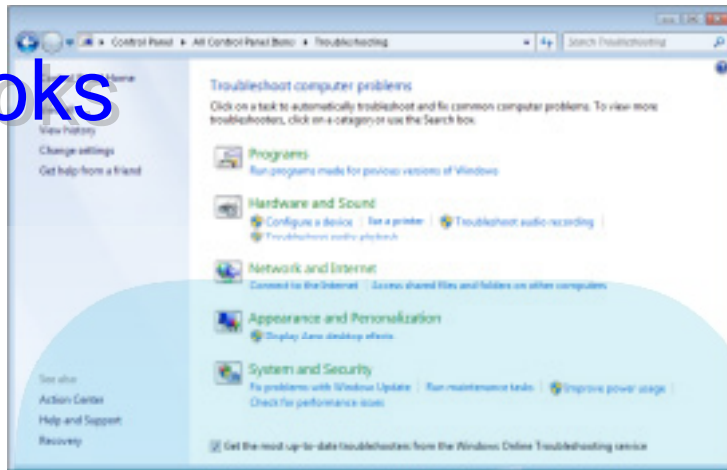 Control Panel ▸ All Control Panel Items ▸ Troubleshooting
Search Troubleshooting
Home
oks
View history
Change settings
Get help from a friend
Troubleshoot computer problems
Click on a task to automatically troubleshoot and fix common computer problems. To view more
troubleshooters, click on a category or use the Search box.
Programs
Run programs made for previous versions of Windows
Hardware and Sound
Configure a device
Use a printer
Troubleshoot audio recording
Troubleshoot audio playback
Network and Internet
Connect to the Internet
Access shared files and folders on other computers
Appearance and Personalization
Display Aero desktop effects
System and Security
Fix problems with Windows Update
Run maintenance tasks
Improve power usage
Check for performance issues
See also
Action Center
Help and Support
Recovery
Get the most up-to-date troubleshooters from the Windows Online Troubleshooting service